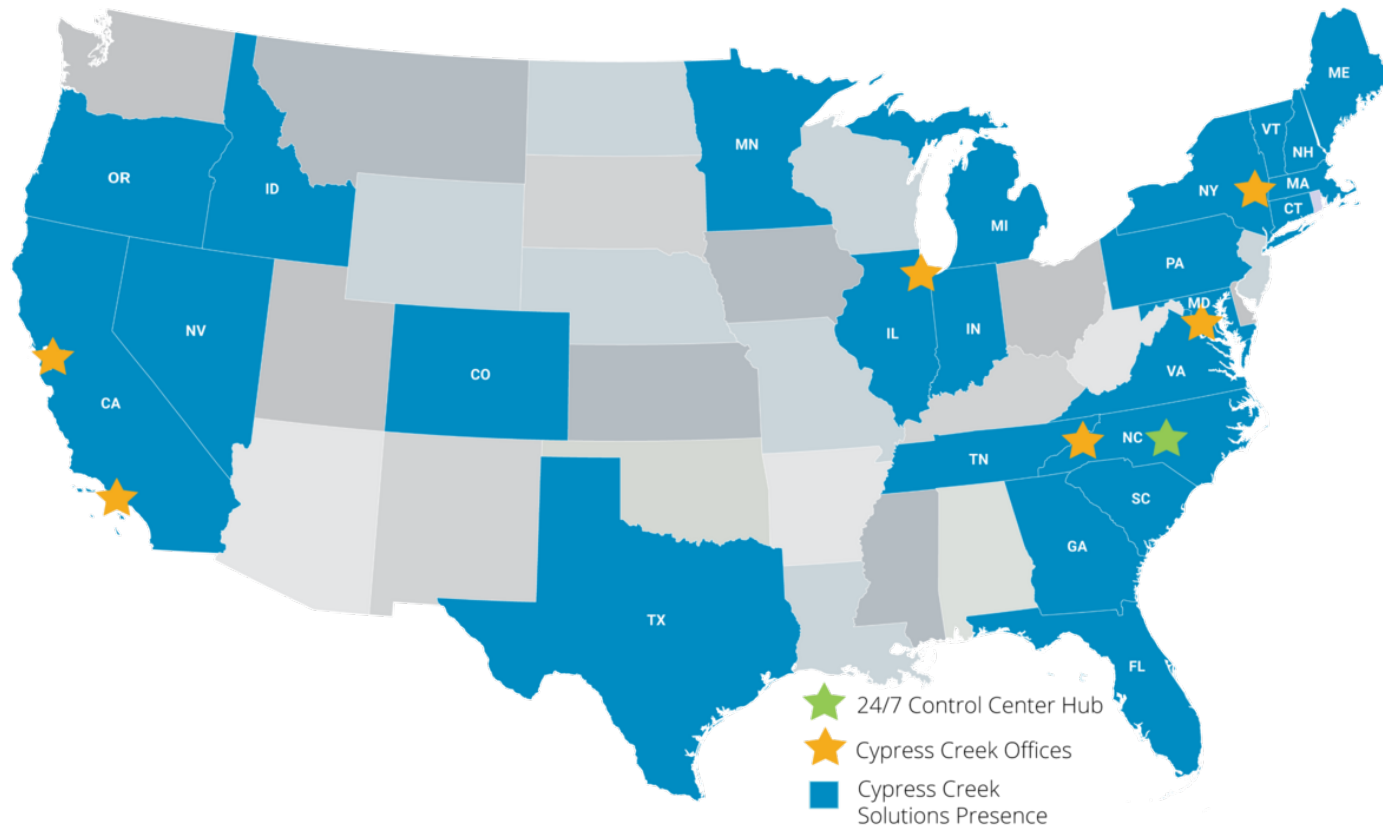 ME
VT
MN
NH
OR
ID
NY
MA
CT
MI
PA
MD
NV
IL
IN
CO
VA
CA
NC
TN
SC
GA
TX
FL
24/7 Control Center Hub
Cypress Creek Offices
Cypress Creek
Solutions Presence